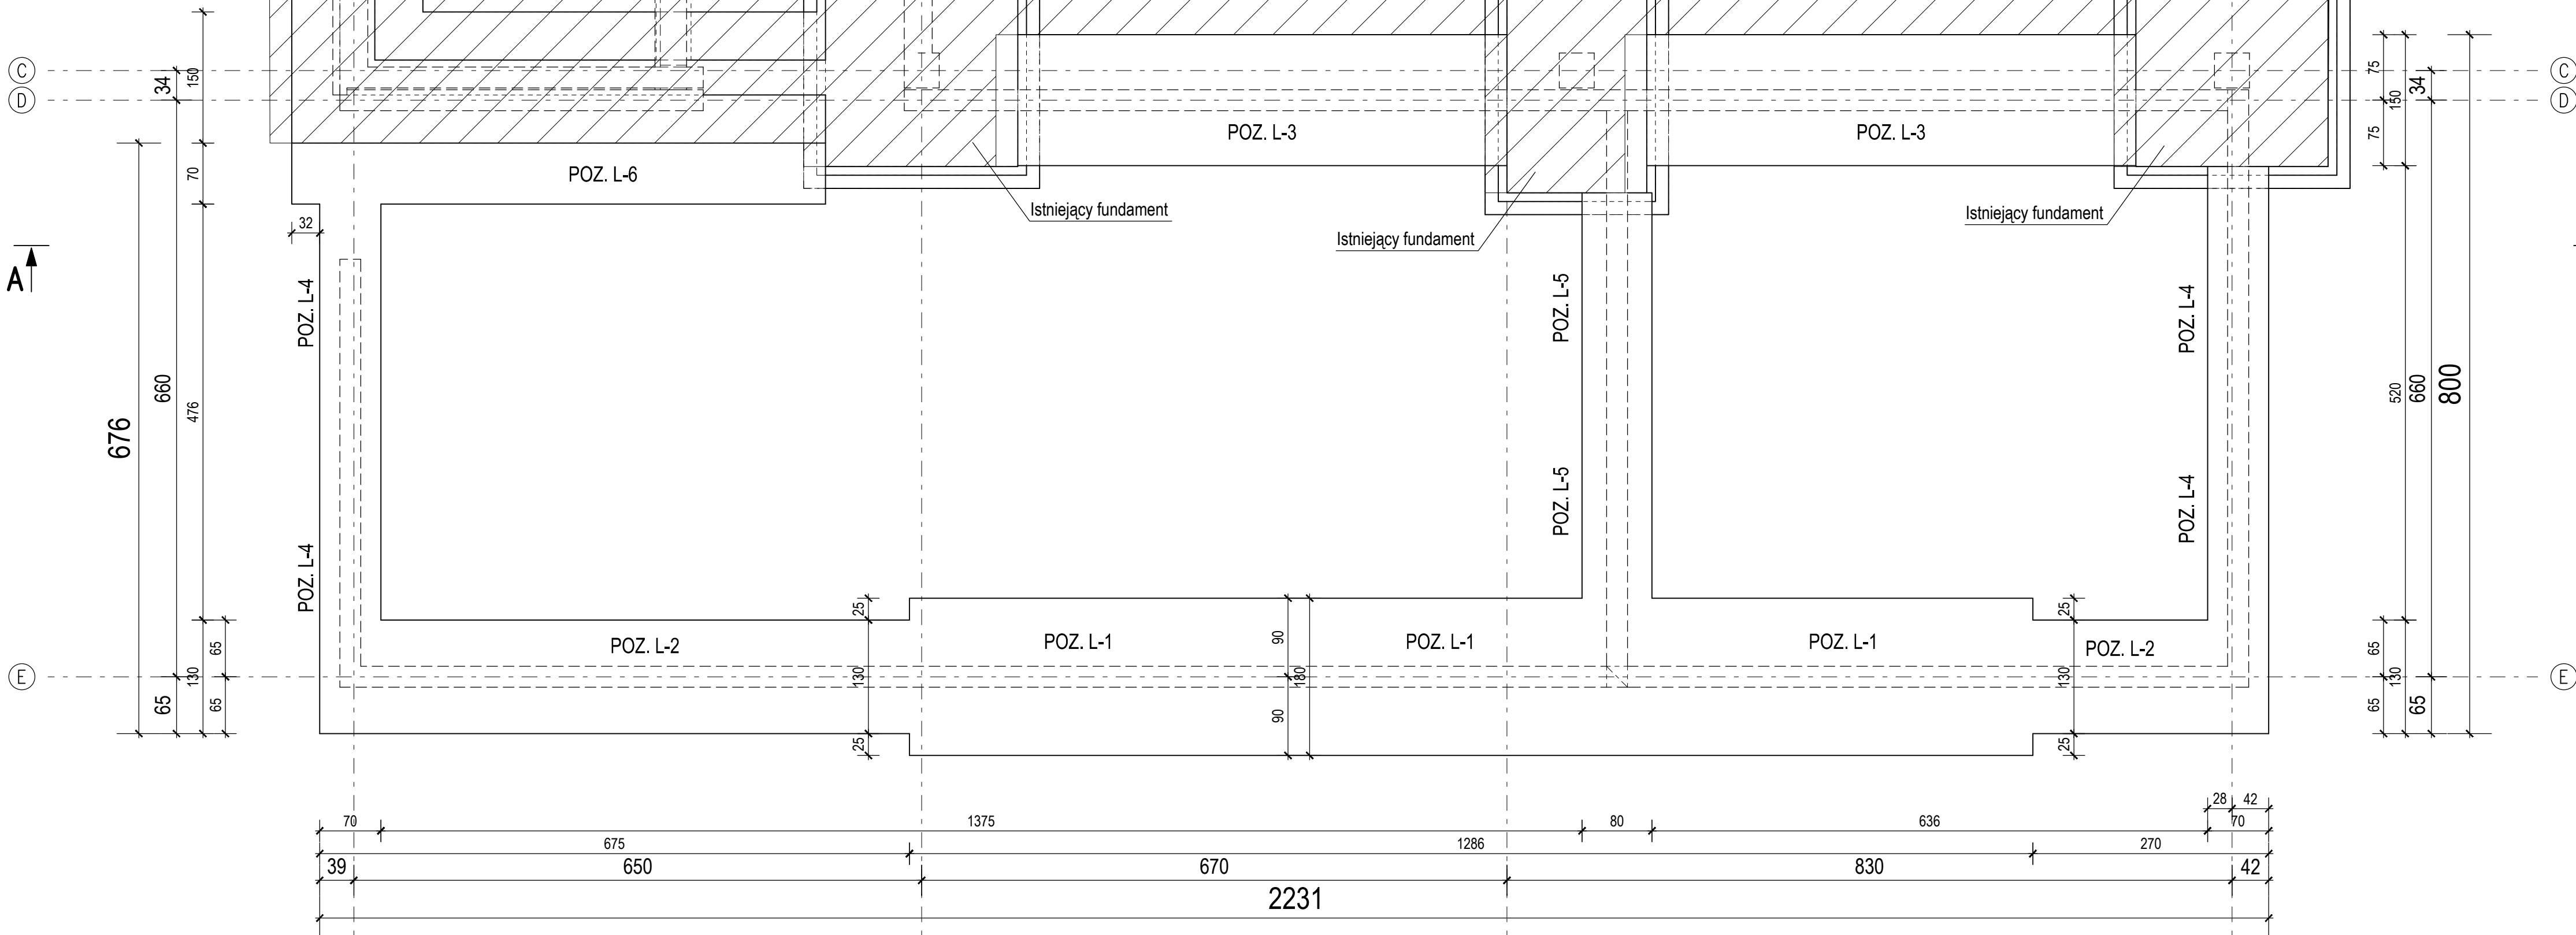 C
34
150
75
34
C
D
150
D
POZ. L-3
POZ. L-3
75
70
POZ. L-6
Istniejący fundament
Istniejący fundament
Istniejący fundament
32
A
POZ. L-4
POZ. L-5
POZ. L-4
676
660
476
520
660
800
POZ. L-4
POZ. L-5
POZ. L-4
25
25
65
POZ. L-2
POZ. L-1
90
POZ. L-1
POZ. L-1
POZ. L-2
65
E
130
130
180
130
130
E
65
65
90
65
65
25
25
28
42
70
1375
80
636
70
675
1286
270
39
650
670
830
42
2231